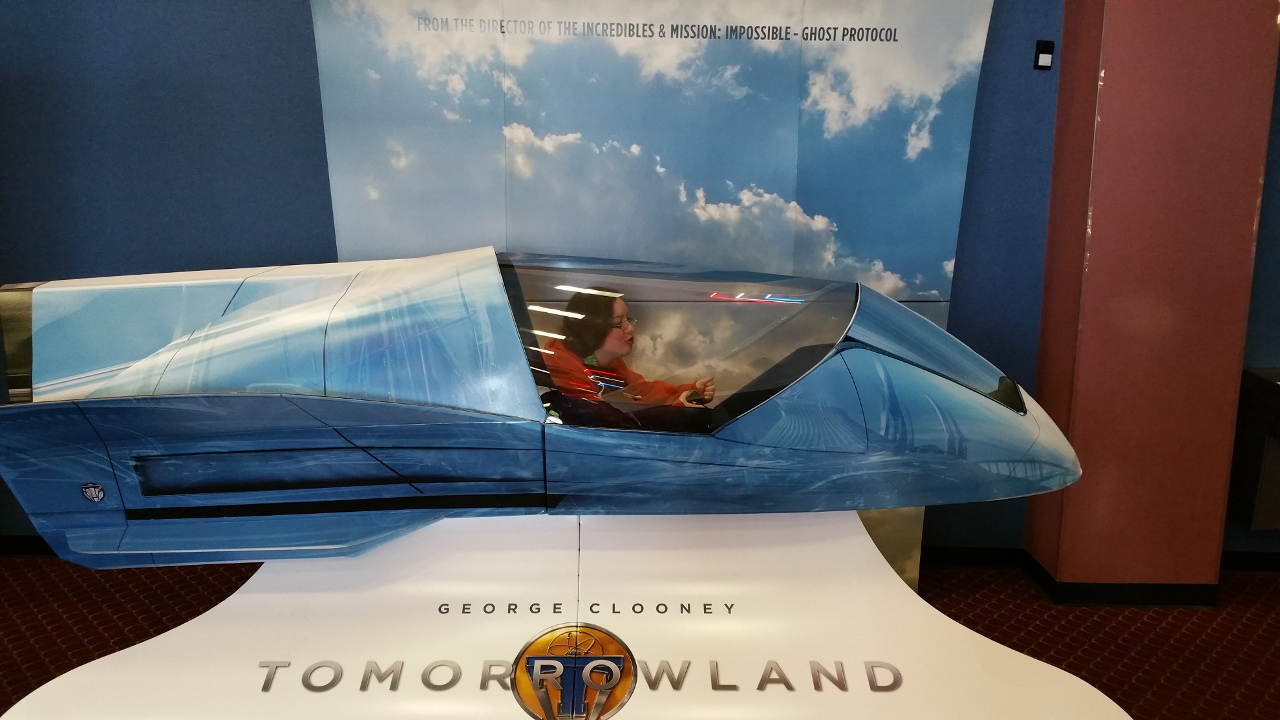 FROM THE DIRECTOR OF THE INCREDIBLES & MISSION: IMPOSSIBLE - GHOST PROTOCOL
GEORGE CLOONEY
TOMORROWLAND